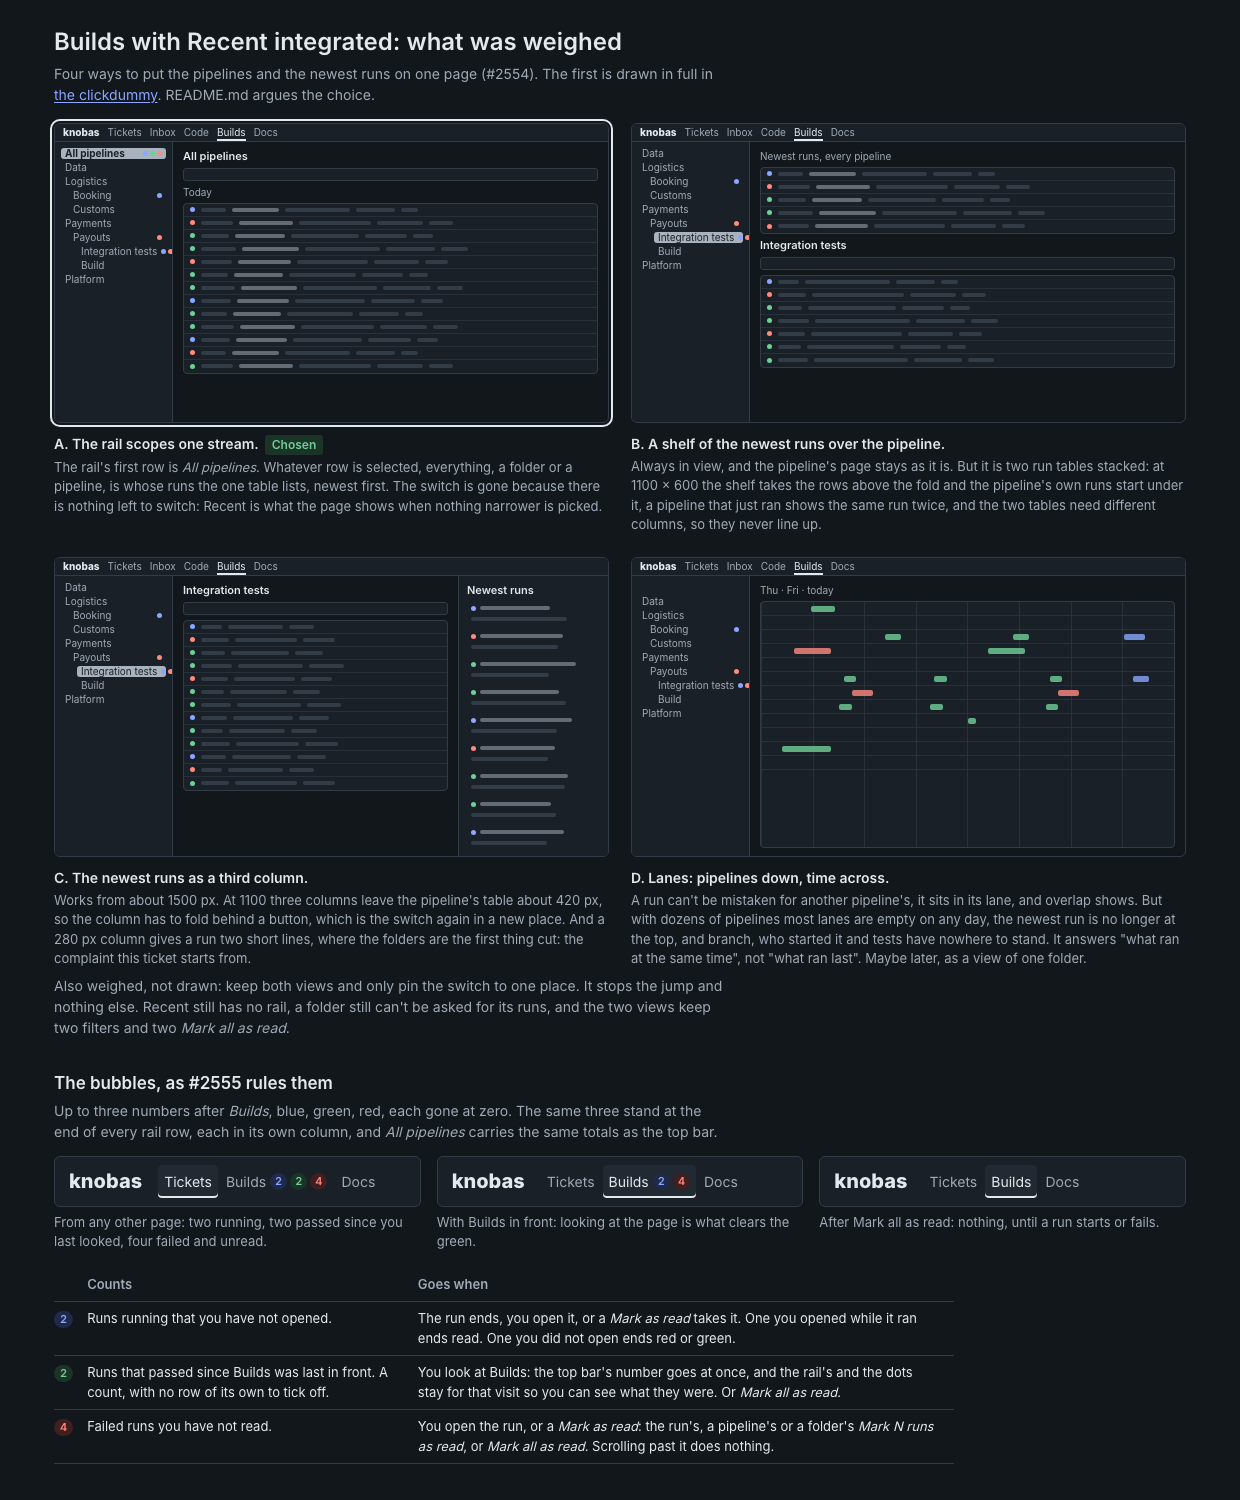 Builds with Recent integrated: what was weighed
Four ways to put the pipelines and the newest runs on one page (#2554). The first is drawn in full in
the clickdummy. README.md argues the choice.
knobas Tickets Inbox Code Builds Docs
All pipelines
Data
Logistics
Booking
Customs
Payments
Payouts
Integration tests
Build
Platform
All pipelines
Today
A. The rail scopes one stream. Chosen
The rail's first row is All pipelines. Whatever row is selected, everything, a folder or a
pipeline, is whose runs the one table lists, newest first. The switch is gone because there
is nothing left to switch: Recent is what the page shows when nothing narrower is picked.
knobas Tickets Inbox Code Builds Docs
Data
Logistics
Booking
Customs
Payments
Payouts
Integration tests
Build
Platform
Newest runs, every pipeline
Integration tests
B. A shelf of the newest runs over the pipeline.
Always in view, and the pipeline's page stays as it is. But it is two run tables stacked: at
1100 × 600 the shelf takes the rows above the fold and the pipeline's own runs start under
it, a pipeline that just ran shows the same run twice, and the two tables need different
columns, so they never line up.
knobas Tickets Inbox Code Builds Docs
Data
Logistics
Booking
Customs
Payments
Payouts
Integration tests
Build
Platform
Integration tests
Newest runs
C. The newest runs as a third column.
Works from about 1500 px. At 1100 three columns leave the pipeline's table about 420 px,
so the column has to fold behind a button, which is the switch again in a new place. And a
280 px column gives a run two short lines, where the folders are the first thing cut: the
complaint this ticket starts from.
knobas Tickets Inbox Code Builds Docs
Data
Logistics
Booking
Customs
Payments
Payouts
Integration tests
Build
Platform
Thu · Fri · today
D. Lanes: pipelines down, time across.
A run can't be mistaken for another pipeline's, it sits in its lane, and overlap shows. But
with dozens of pipelines most lanes are empty on any day, the newest run is no longer at
the top, and branch, who started it and tests have nowhere to stand. It answers "what ran
at the same time", not "what ran last". Maybe later, as a view of one folder.
Also weighed, not drawn: keep both views and only pin the switch to one place. It stops the jump and
nothing else. Recent still has no rail, a folder still can't be asked for its runs, and the two views keep
two filters and two Mark all as read.
The bubbles, as #2555 rules them
Up to three numbers after Builds, blue, green, red, each gone at zero. The same three stand at the
end of every rail row, each in its own column, and All pipelines carries the same totals as the top bar.
knobas Tickets Builds 2 2 4 Docs
From any other page: two running, two passed since you
last looked, four failed and unread.
knobas Tickets Builds 2 4 Docs
With Builds in front: looking at the page is what clears the
green.
knobas Tickets Builds Docs
After Mark all as read: nothing, until a run starts or fails.
Counts Goes when
2 Runs running that you have not opened.
The run ends, you open it, or a Mark as read takes it. One you opened while it ran
ends read. One you did not open ends red or green.
2 Runs that passed since Builds was last in front. A
count, with no row of its own to tick off.
You look at Builds: the top bar's number goes at once, and the rail's and the dots
stay for that visit so you can see what they were. Or Mark all as read.
4 Failed runs you have not read.
You open the run, or a Mark as read: the run's, a pipeline's or a folder's Mark N runs
as read, or Mark all as read. Scrolling past it does nothing.